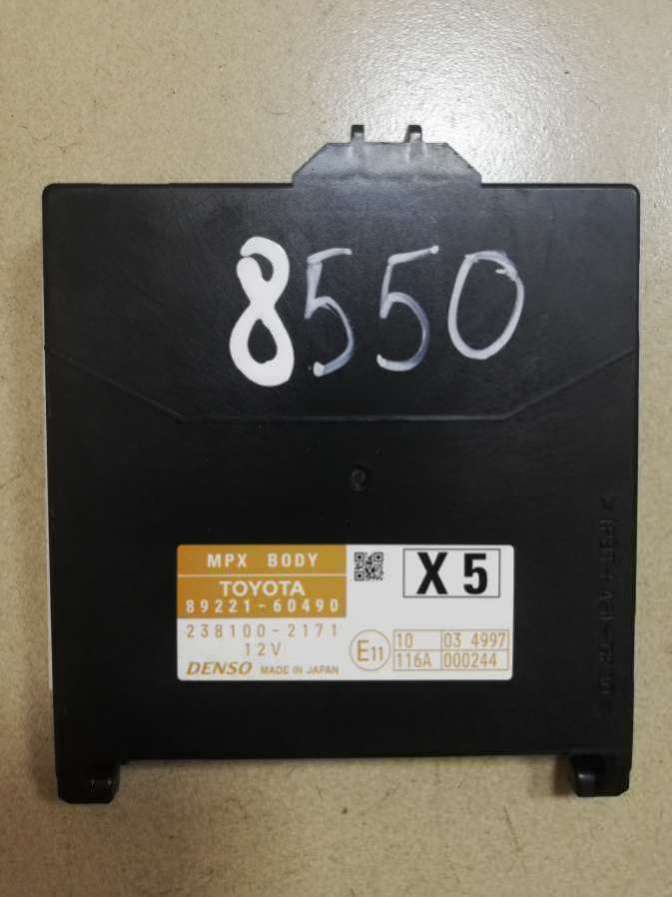 8550
MPX BODY
TOYOTA
89221-60490
238100-2171
12V
DENSO MADE IN JAPAN
X5
E11
10 03 4997
116A 000244